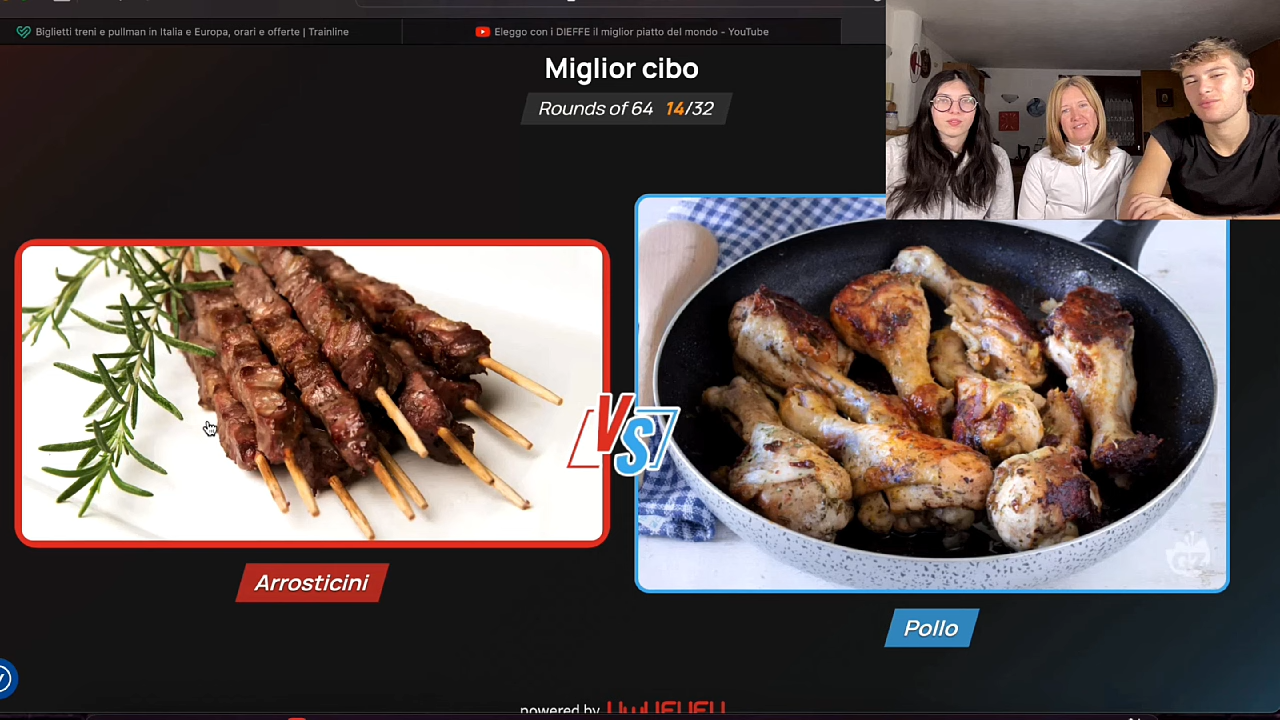 Biglietti treni e pullman in Italia e Europa, orari e offerte | Trainline
Eleggo con i DIEFFE il miglior piatto del mondo - YouTube
Miglior cibo
Rounds of 64 14/32
VS
Arrosticini
Pollo
powered by